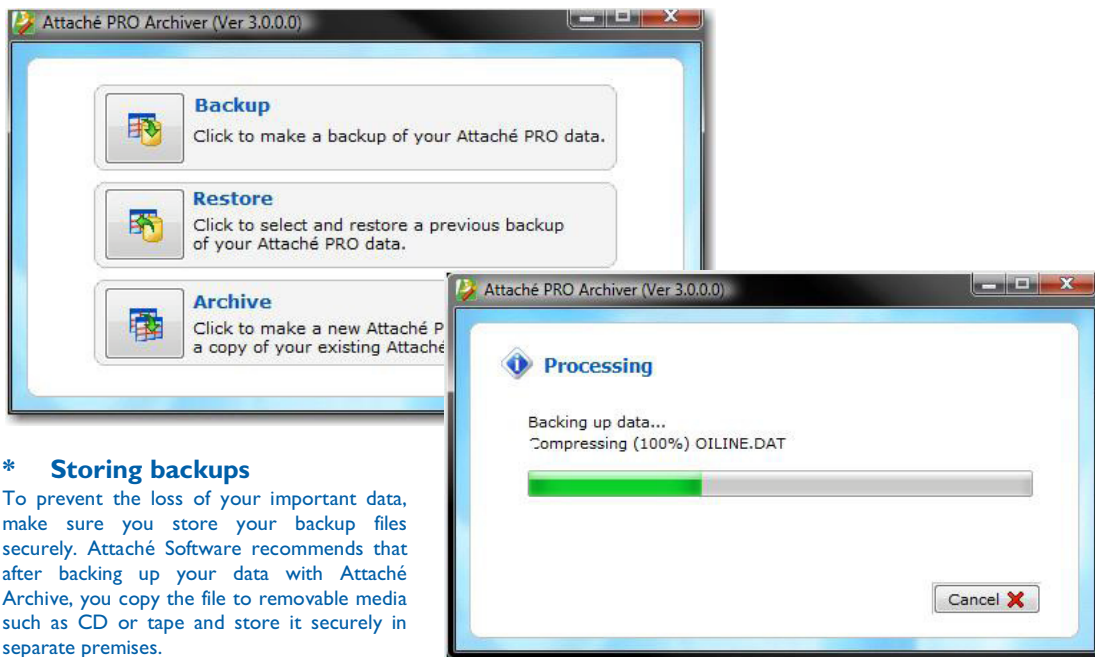 Attaché PRO Archiver (Ver 3.0.0.0)
Backup
Click to make a backup of your Attaché PRO data.
Restore
Click to select and restore a previous backup
of your Attaché PRO data.
Archive
Click to make a new Attaché P
a copy of your existing Attaché
Attaché PRO Archiver (Ver 3.0.0.0)
Processing
Backing up data...
Compressing (100%) OILINE.DAT
Cancel
* Storing backups
To prevent the loss of your important data,
make sure you store your backup files
securely. Attaché Software recommends that
after backing up your data with Attaché
Archive, you copy the file to removable media
such as CD or tape and store it securely in
separate premises.